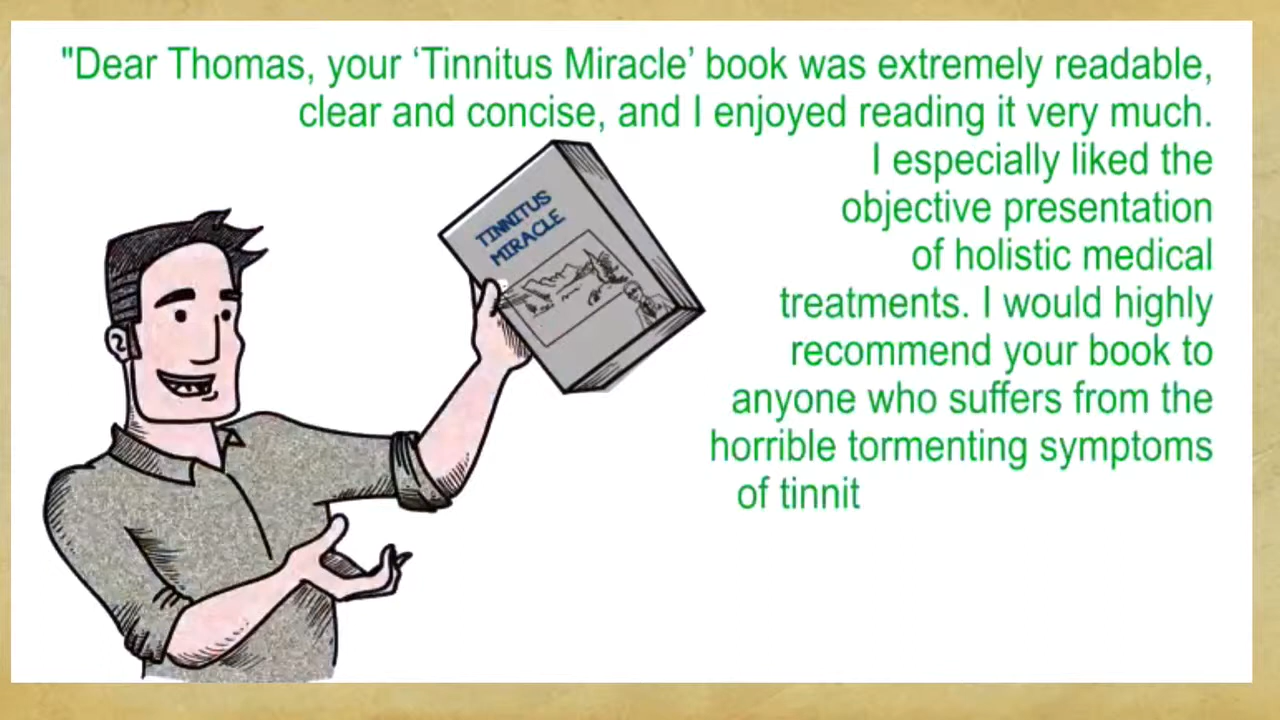 "Dear Thomas, your ‘Tinnitus Miracle’ book was extremely readable,
clear and concise, and I enjoyed reading it very much.
I especially liked the
objective presentation
of holistic medical
treatments. I would highly
recommend your book to
anyone who suffers from the
horrible tormenting symptoms
of tinnit
TINNITUS
MIRACLE